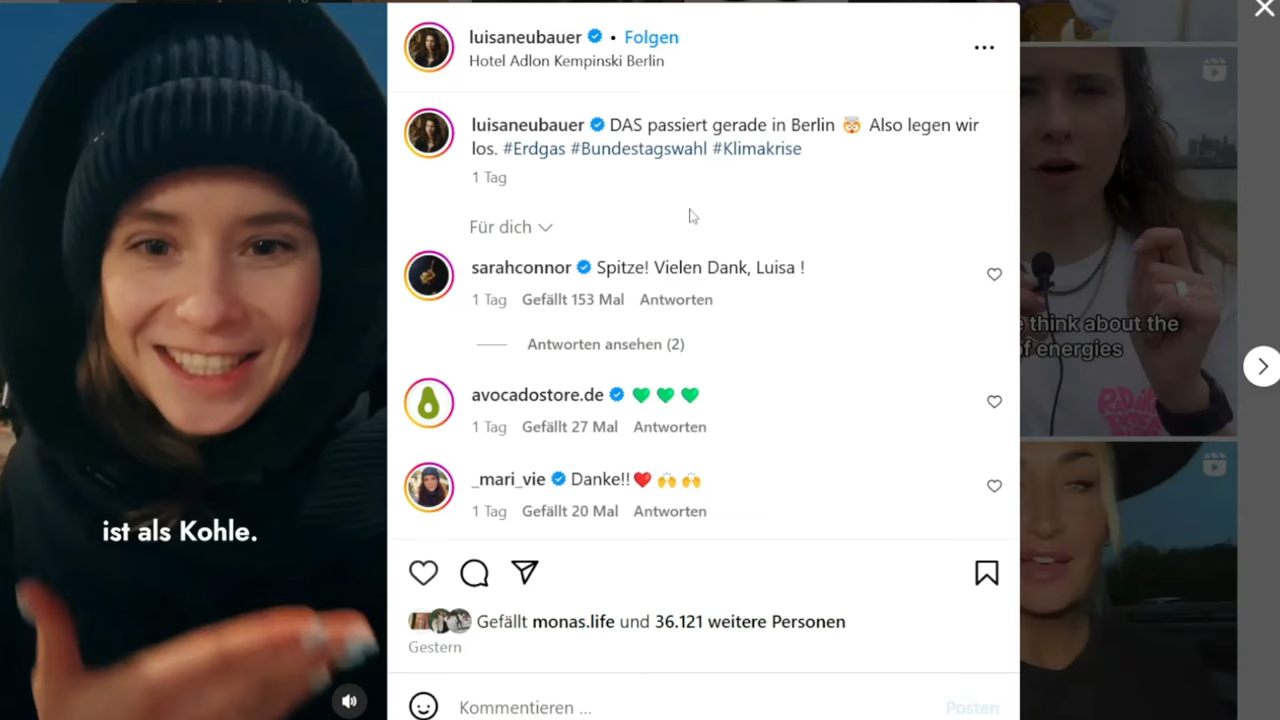 luisaneubauer • Folgen
Hotel Adlon Kempinski Berlin
luisaneubauer DAS passiert gerade in Berlin 🤯 Also legen wir
los. #Erdgas #Bundestagswahl #Klimakrise
1 Tag
Für dich
sarahconnor Spitze! Vielen Dank, Luisa !
1 Tag Gefällt 153 Mal Antworten
Antworten ansehen (2)
avocadostore.de 💚 💚 💚
1 Tag Gefällt 27 Mal Antworten
_mari_vie Danke!!❤️ 🙌 🙌
1 Tag Gefällt 20 Mal Antworten
Gefällt monas.life und 36.121 weitere Personen
Gestern
Kommentieren ...
Posten
ist als Kohle.
think about the
of energies